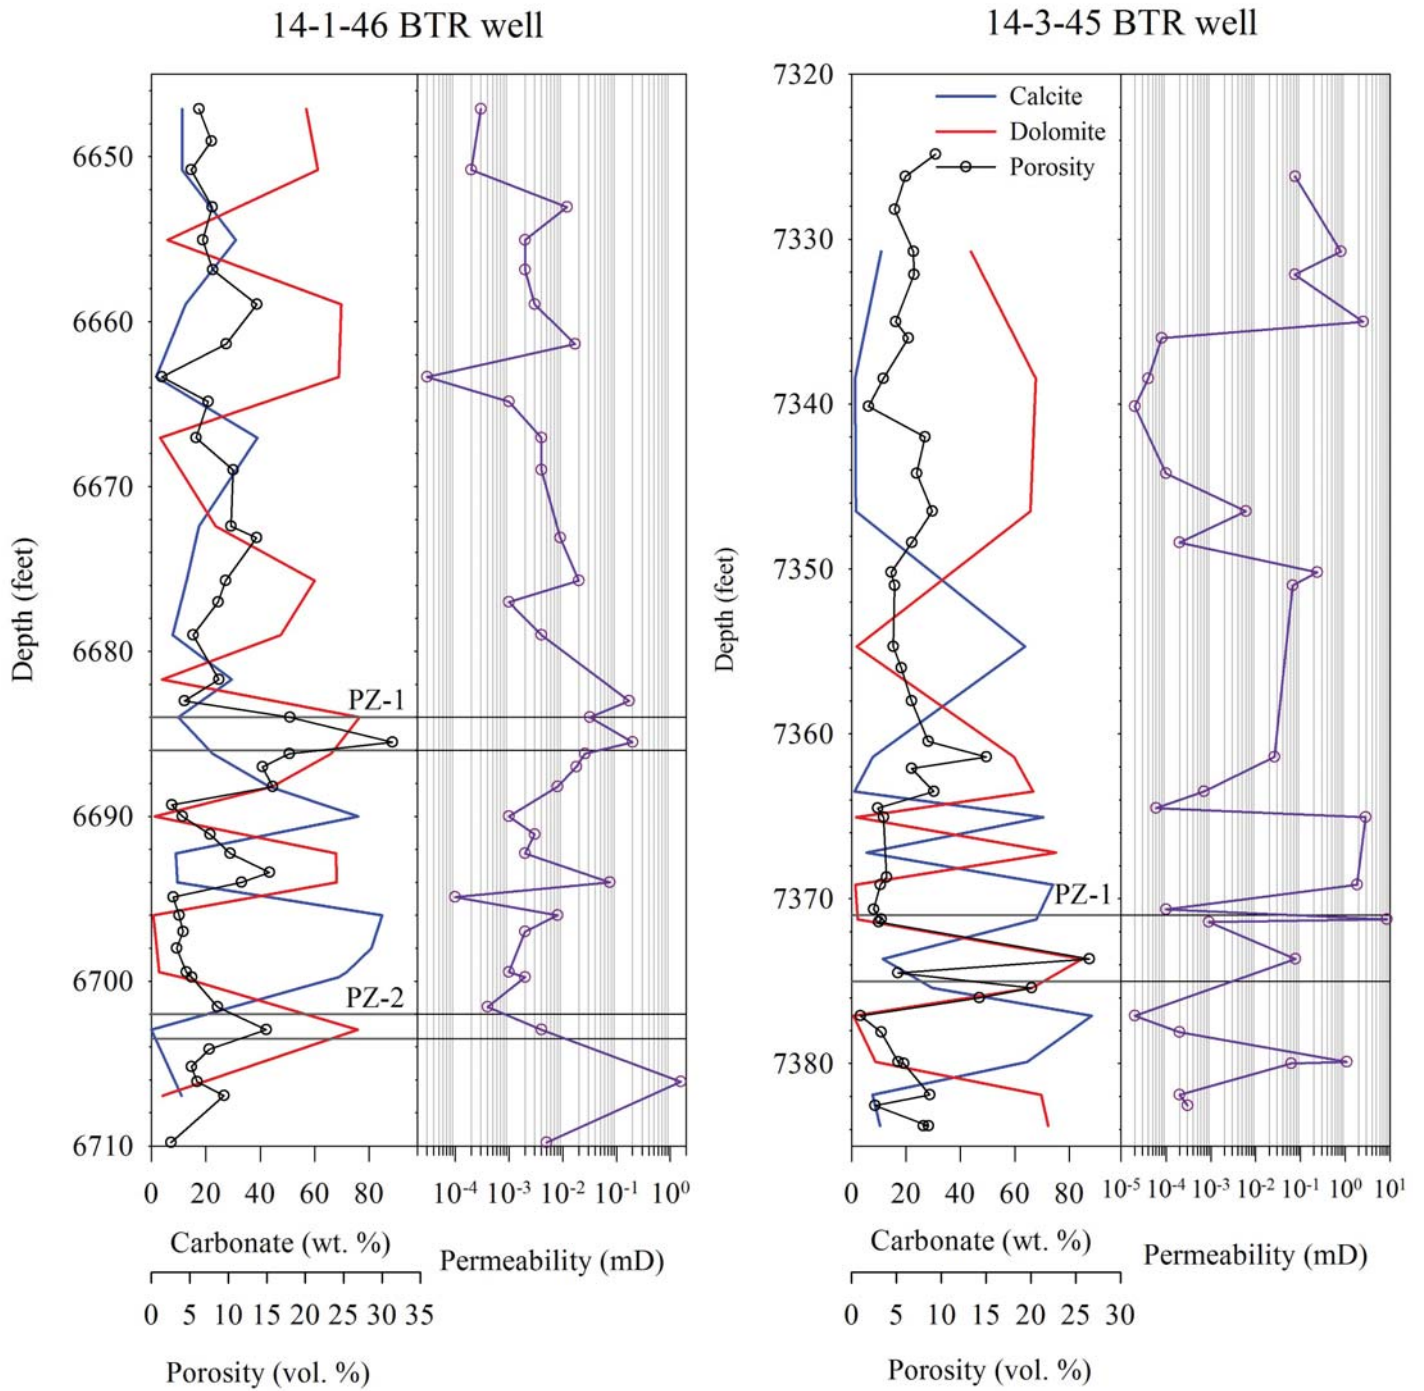 14-1-46 BTR well
14-3-45 BTR well
Depth (feet)
6650
6660
6670
6680
6690
6700
6710
PZ-1
PZ-2
0 20 40 60 80
Carbonate (wt. %)
0 5 10 15 20 25 30 35
Porosity (vol. %)
10-4 10-3 10-2 10-1 100
Permeability (mD)
Depth (feet)
7320
7330
7340
7350
7360
7370
7380
Calcite
Dolomite
Porosity
PZ-1
0 20 40 60 80
Carbonate (wt. %)
0 5 10 15 20 25 30
Porosity (vol. %)
10-5 10-4 10-3 10-2 10-1 100 101
Permeability (mD)